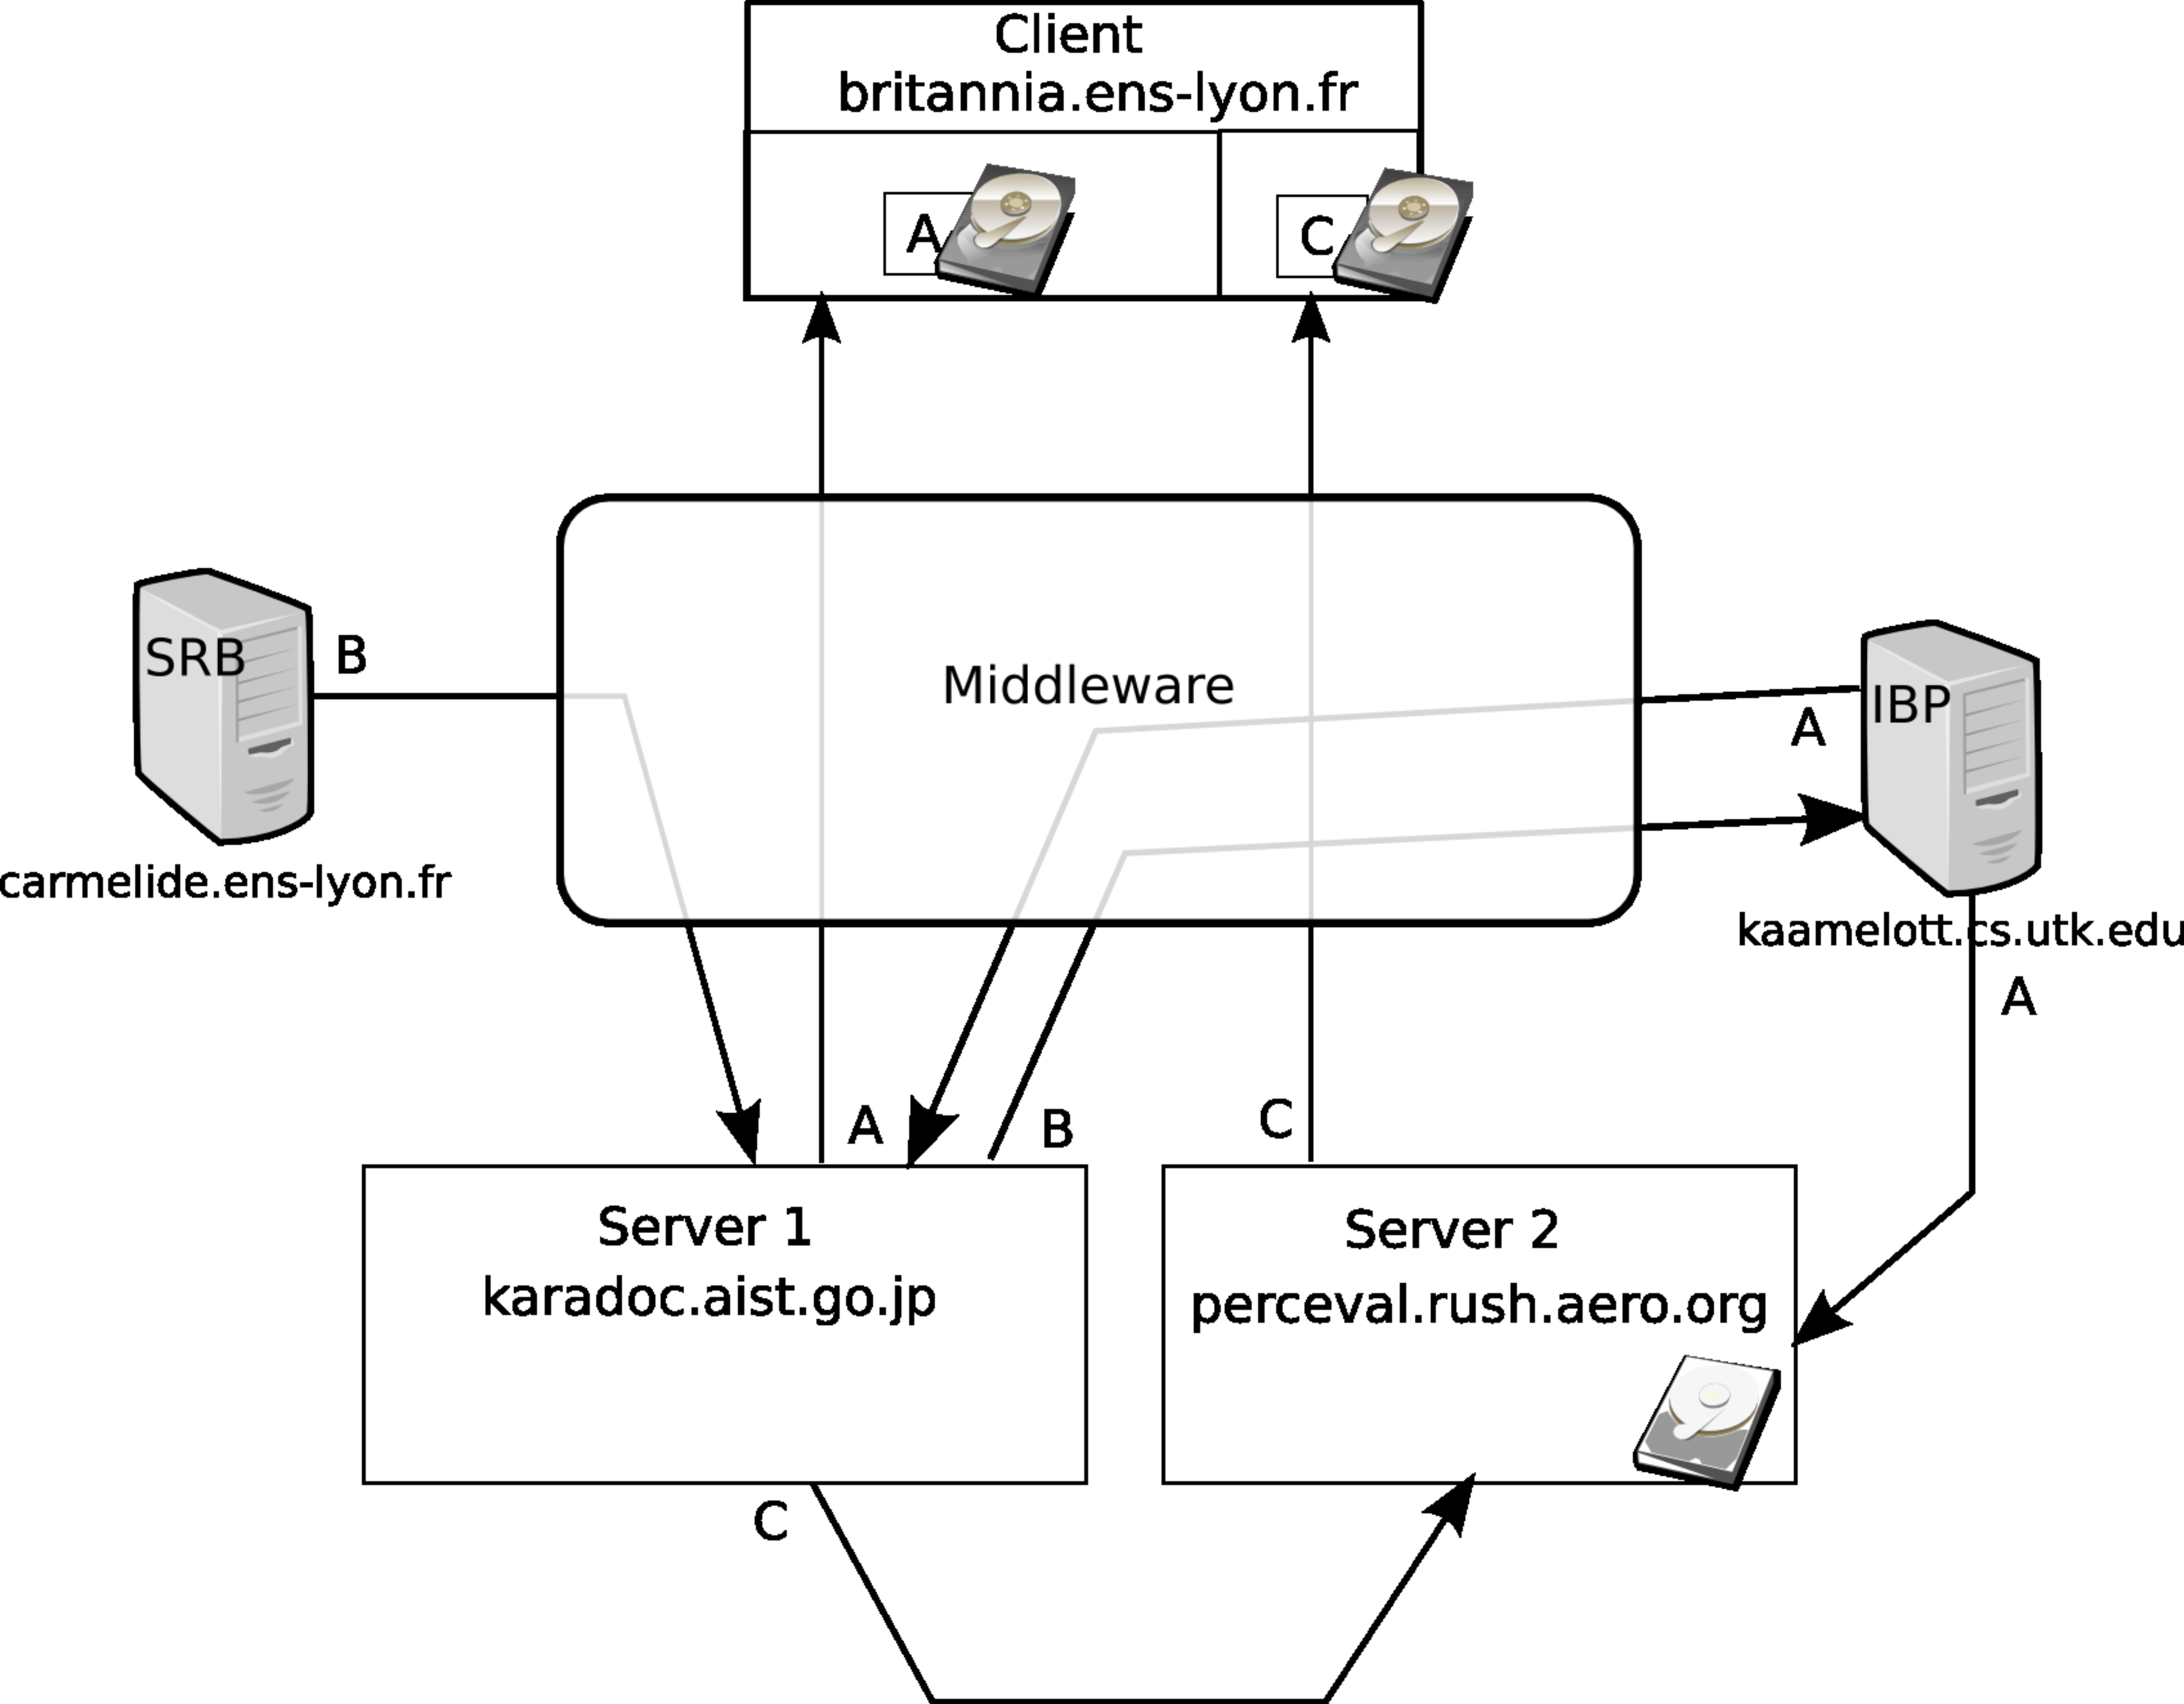 Client
britannia.ens-lyon.fr
A
C
SRB
B
Middleware
IBP
A
carmelide.ens-lyon.fr
kaamelott.cs.utk.edu
A
A
B
C
Server 1
karadoc.aist.go.jp
Server 2
perceval.rush.aero.org
C